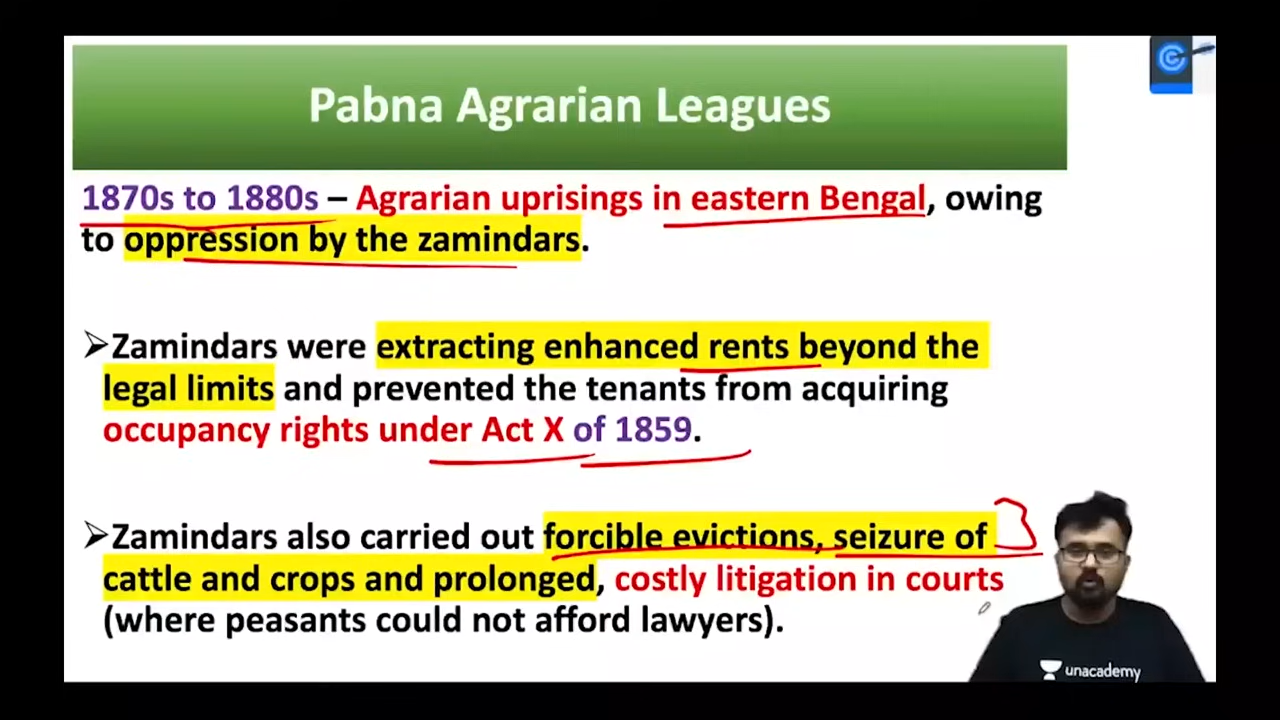 Pabna Agrarian Leagues
1870s to 1880s – Agrarian uprisings in eastern Bengal, owing
to oppression by the zamindars.
➢Zamindars were extracting enhanced rents beyond the
legal limits and prevented the tenants from acquiring
occupancy rights under Act X of 1859.
➢Zamindars also carried out forcible evictions, seizure of
cattle and crops and prolonged, costly litigation in courts
(where peasants could not afford lawyers).
unacademy